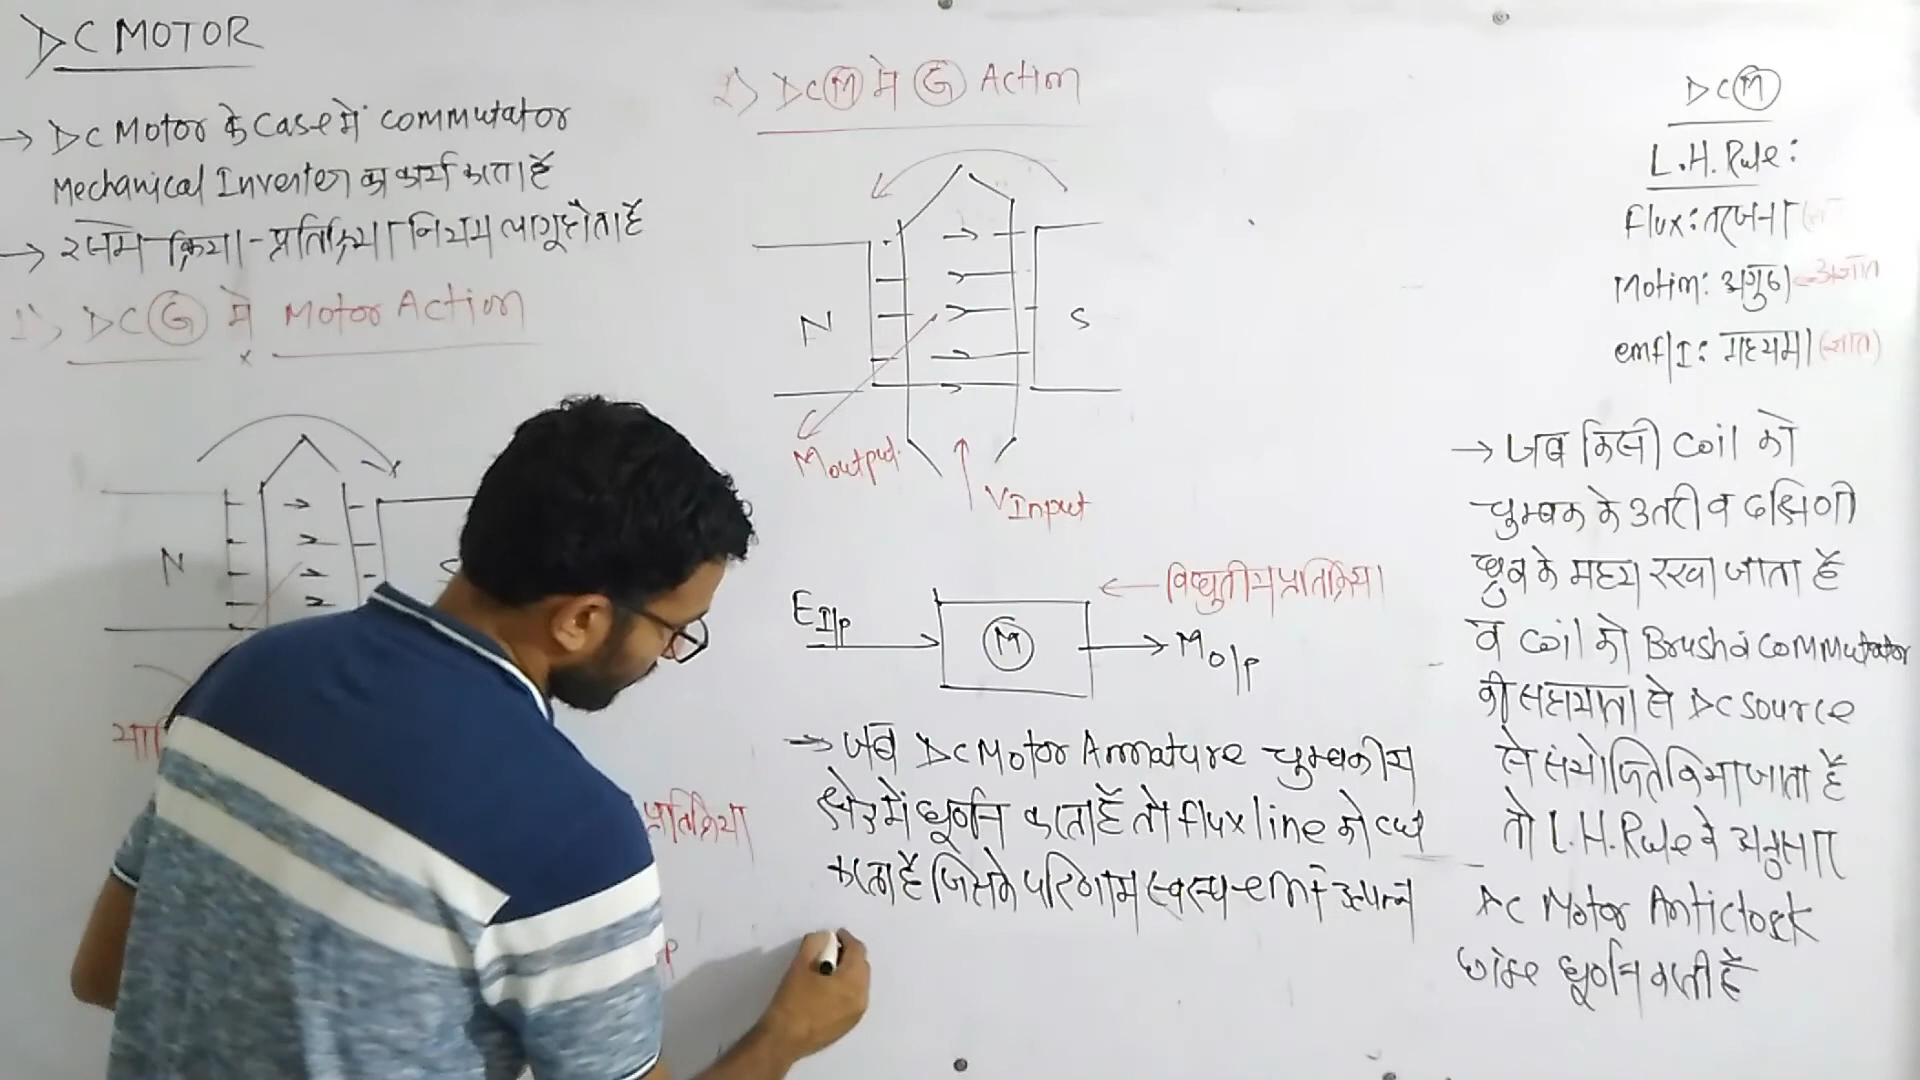 DC MOTOR
→ DC Motor के Case में commutator
Mechanical Inverter का कार्य करता है
→ इसमे क्रिया-प्रतिक्रिया नियम लागू होता है
1) DC G में Motor Action
N
प्रतिक्रिया
2) DC M में G Action
N
S
M output
V Input
← विधुतीय प्रतिक्रिया
E I/p
M
M o/p
→ जब DC Motor Armature चुम्बकीय
क्षेत्र में घूर्णन करता है तो flux line को cut
करता है जिसके परिणाम स्वरूप emf उत्पन्न
DC M
L.H. Rule:
flux: तर्जनी
Motion: अंगुठा ← अज्ञात
emf/I: मध्यमा (ज्ञात)
→ जब किसी Coil को
चुम्बक के उतरी व दक्षिणी
ध्रुव के मध्य रखा जाता है
व Coil को Brush व Commutator
की सहायता से DC Source
से संयोजित किया जाता है
तो L.H. Rule के अनुसार
DC Motor Anticlock
wise घूर्णन करती है